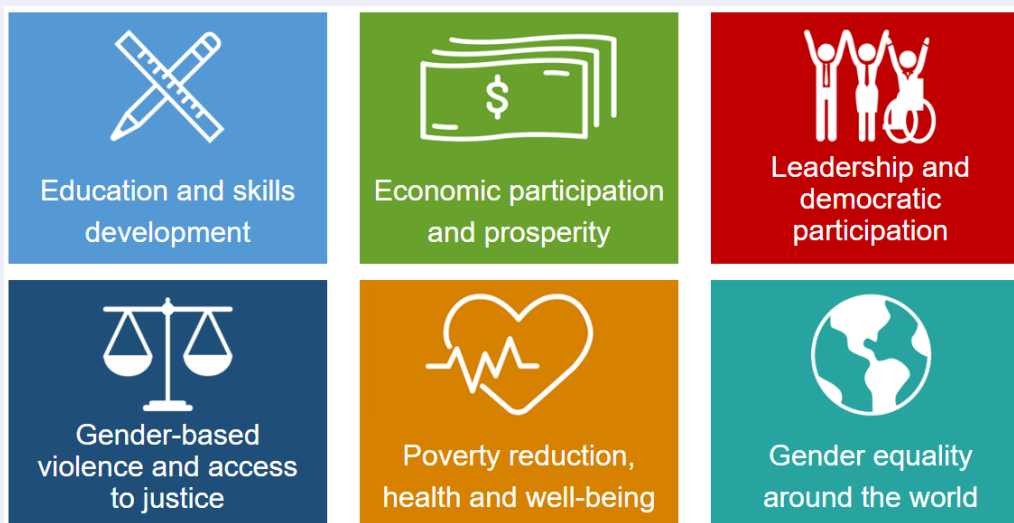 $
Education and skills
development
Economic participation
and prosperity
Leadership and
democratic
participation
Gender-based
violence and access
to justice
Poverty reduction,
health and well-being
Gender equality
around the world